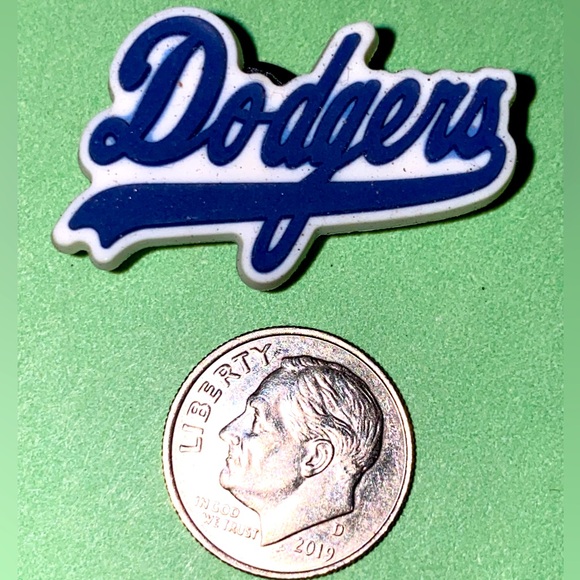 Dodgers
LIBERTY
IN GOD
WE TRUST
D
2019